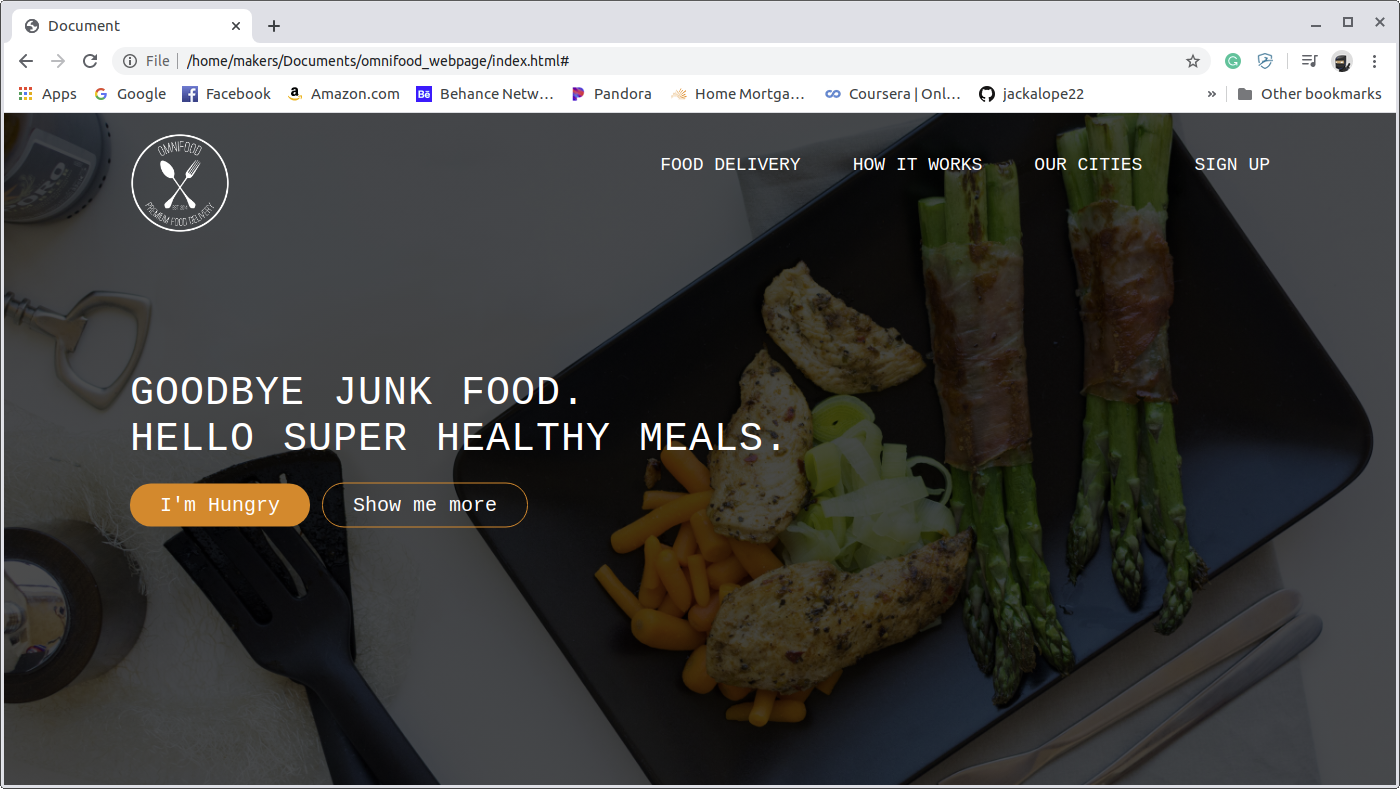 Document
File /home/makers/Documents/omnifood_webpage/index.html#
Apps Google Facebook Amazon.com Behance Netw… Pandora Home Mortga… Coursera | Onl… jackalope22 » Other bookmarks
OMNIFOOD
PREMIUM FOOD DELIVERY
FOOD DELIVERY HOW IT WORKS OUR CITIES SIGN UP
GOODBYE JUNK FOOD.
HELLO SUPER HEALTHY MEALS.
I'm Hungry Show me more